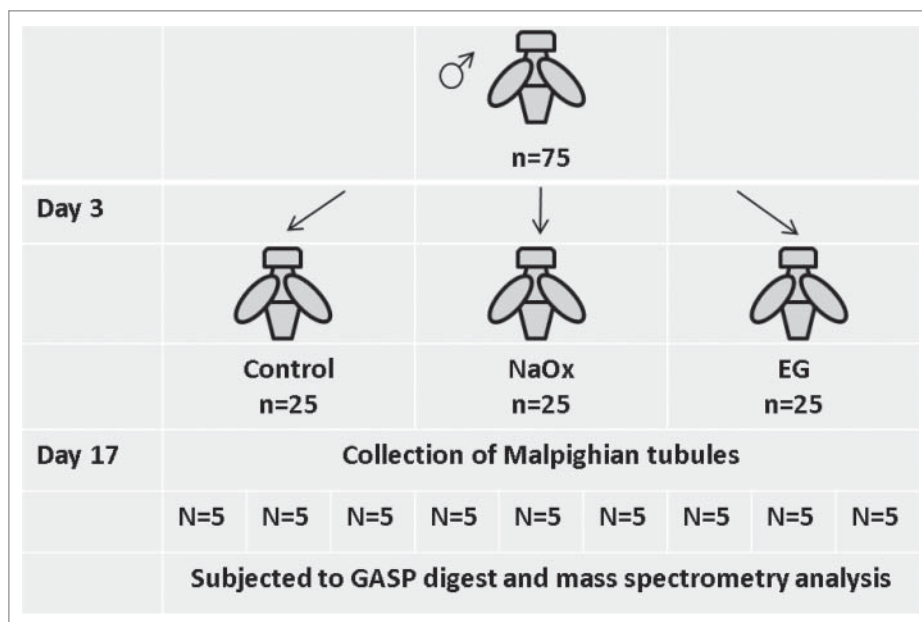 ♂
n=75
Day 3
Control NaOx EG
n=25 n=25 n=25
Day 17 Collection of Malpighian tubules
N=5 N=5 N=5 N=5 N=5 N=5 N=5 N=5 N=5
Subjected to GASP digest and mass spectrometry analysis